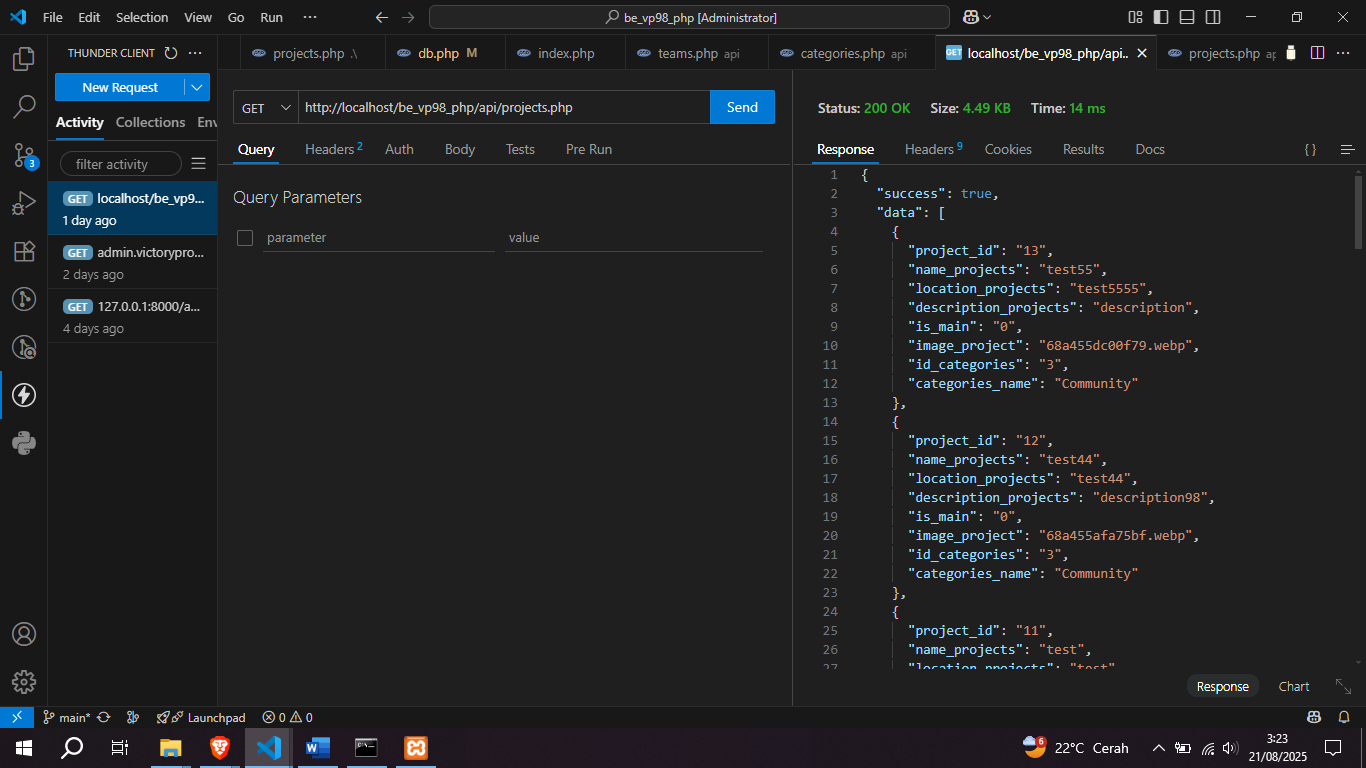 File Edit Selection View Go Run ··· be_vp98_php [Administrator]
THUNDER CLIENT ···
projects.php .\ db.php M index.php teams.php api categories.php api GET localhost/be_vp98_php/api.. projects.php ···
New Request
GET http://localhost/be_vp98_php/api/projects.php Send
Status: 200 OK Size: 4.49 KB Time: 14 ms
Activity Collections Env
Query Headers 2 Auth Body Tests Pre Run
Response Headers 9 Cookies Results Docs { }
filter activity
GET localhost/be_vp9...
1 day ago
GET admin.victorypro...
2 days ago
GET 127.0.0.1:8000/a...
4 days ago
Query Parameters
parameter value
1 {
2 "success": true,
3 "data": [
4 {
5 "project_id": "13",
6 "name_projects": "test55",
7 "location_projects": "test5555",
8 "description_projects": "description",
9 "is_main": "0",
10 "image_project": "68a455dc00f79.webp",
11 "id_categories": "3",
12 "categories_name": "Community"
13 },
14 {
15 "project_id": "12",
16 "name_projects": "test44",
17 "location_projects": "test44",
18 "description_projects": "description98",
19 "is_main": "0",
20 "image_project": "68a455afa75bf.webp",
21 "id_categories": "3",
22 "categories_name": "Community"
23 },
24 {
25 "project_id": "11",
26 "name_projects": "test",
27 "location_projects": "test"
Response Chart
3
main* Launchpad 0 0
6 22°C Cerah 3:23
21/08/2025